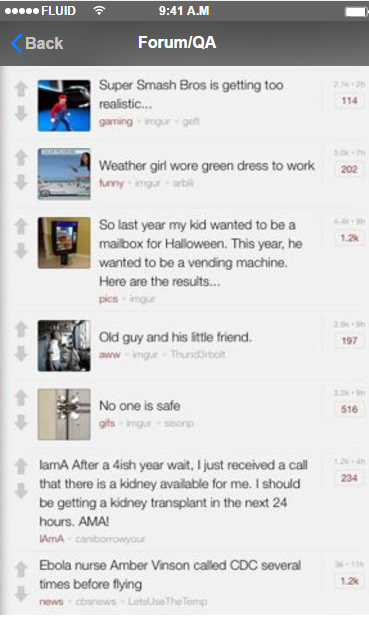 FLUID 9:41 A.M
Back Forum/QA
Super Smash Bros is getting too 2.1k • 2h
realistic... 114
gaming • imgur • geft
3.0k • 7h
Weather girl wore green dress to work 202
funny • imgur • arbili
So last year my kid wanted to be a 4.4k • 9h
mailbox for Halloween. This year, he 1.2k
wanted to be a vending machine.
Here are the results...
pics • imgur
3.9k • 9h
Old guy and his little friend. 197
aww • imgur • Thund3rbolt
3.2k • 9h
No one is safe 516
gifs • imgur • sisonp
IamA After a 4ish year wait, I just received a call 1.2k • 4h
that there is a kidney available for me. I should 234
be getting a kidney transplant in the next 24
hours. AMA!
IAmA • caniborrowyour
Ebola nurse Amber Vinson called CDC several 3k • 11h
times before flying 1.2k
news • cbsnews • LetsUseTheTemp